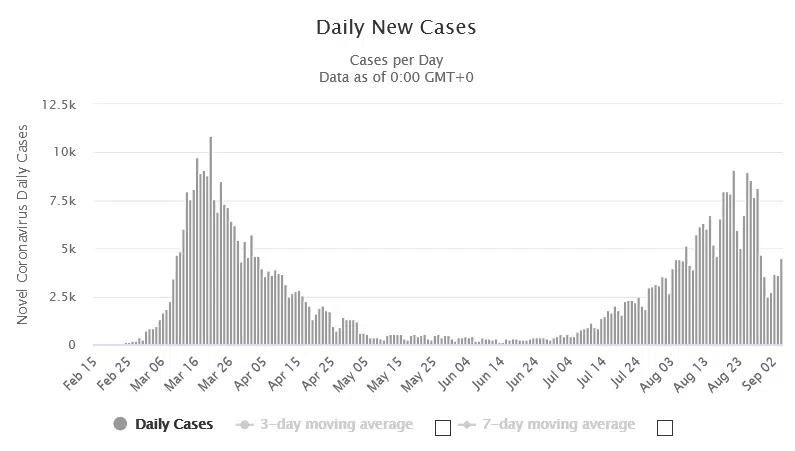 Daily New Cases
Cases per Day
Data as of 0:00 GMT+0
Novel Coronavirus Daily Cases
12.5k
10k
7.5k
5k
2.5k
0
Feb 15 Feb 25 Mar 06 Mar 16 Mar 26 Apr 05 Apr 15 Apr 25 May 05 May 15 May 25 Jun 04 Jun 14 Jun 24 Jul 04 Jul 14 Jul 24 Aug 03 Aug 13 Aug 23 Sep 02
Daily Cases 3-day moving average 7-day moving average